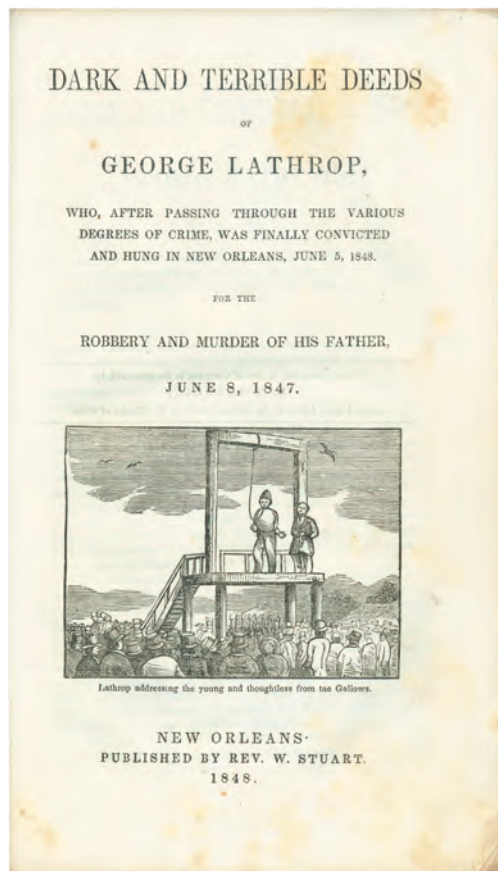 DARK AND TERRIBLE DEEDS
OF
GEORGE LATHROP,
WHO, AFTER PASSING THROUGH THE VARIOUS
DEGREES OF CRIME, WAS FINALLY CONVICTED
AND HUNG IN NEW ORLEANS, JUNE 5, 1848.
FOR THE
ROBBERY AND MURDER OF HIS FATHER,
JUNE 8, 1847.
Lathrop addressing the young and thoughtless from tne Gallows.
NEW ORLEANS·
PUBLISHED BY REV. W. STUART.
1848.